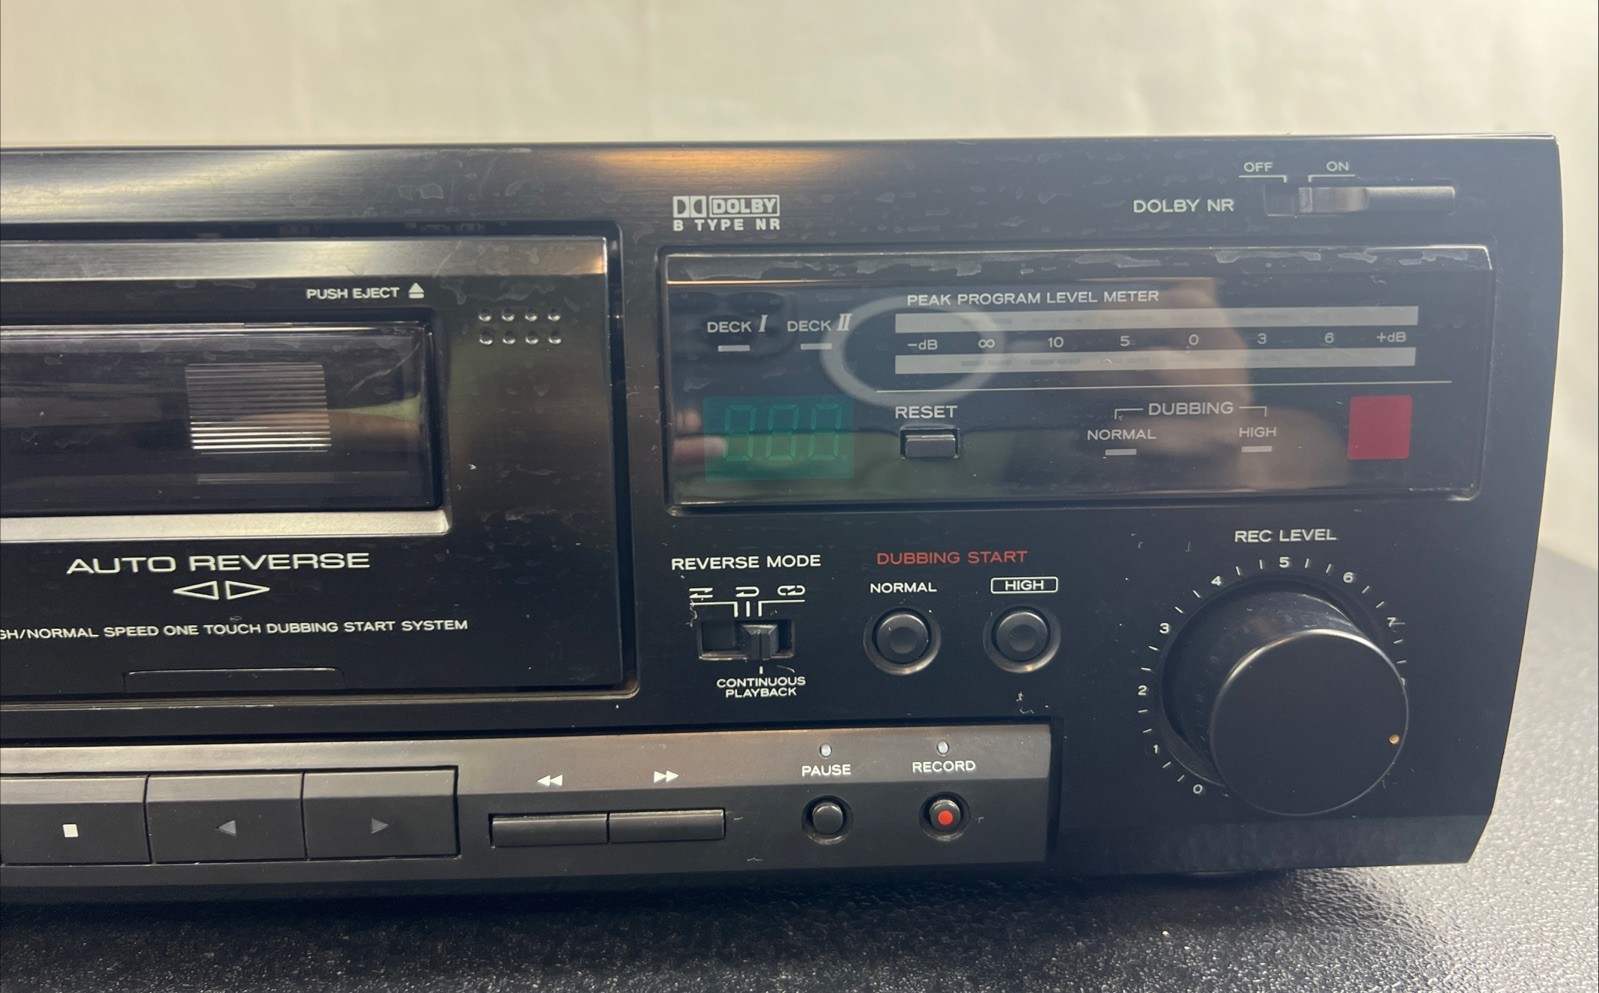 OFF ON
DOLBY NR
DOLBY
B TYPE NR
PUSH EJECT
PEAK PROGRAM LEVEL METER
DECK I DECK II
-dB ∞ 10 5 0 3 6 +dB
RESET
DUBBING
NORMAL HIGH
AUTO REVERSE
SPEED ONE TOUCH DUBBING START SYSTEM
REVERSE MODE
CONTINUOUS
PLAYBACK
DUBBING START
NORMAL HIGH
REC LEVEL
0 1 2 3 4 5 6 7
PAUSE RECORD